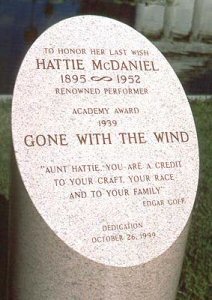 TO HONOR HER LAST WISH
HATTIE McDANIEL
1895 ~ 1952
RENOWNED PERFORMER
ACADEMY AWARD
1939
GONE WITH THE WIND
"AUNT HATTIE, YOU ARE A CREDIT
TO YOUR CRAFT, YOUR RACE
AND TO YOUR FAMILY"
EDGAR GOFF
DEDICATION
OCTOBER 26, 1999